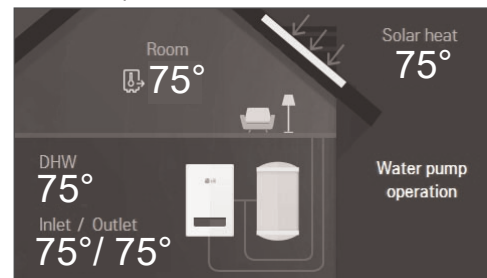 Room
75°
Solar heat
75°
DHW
75°
Water pump
operation
Inlet / Outlet
75°/ 75°